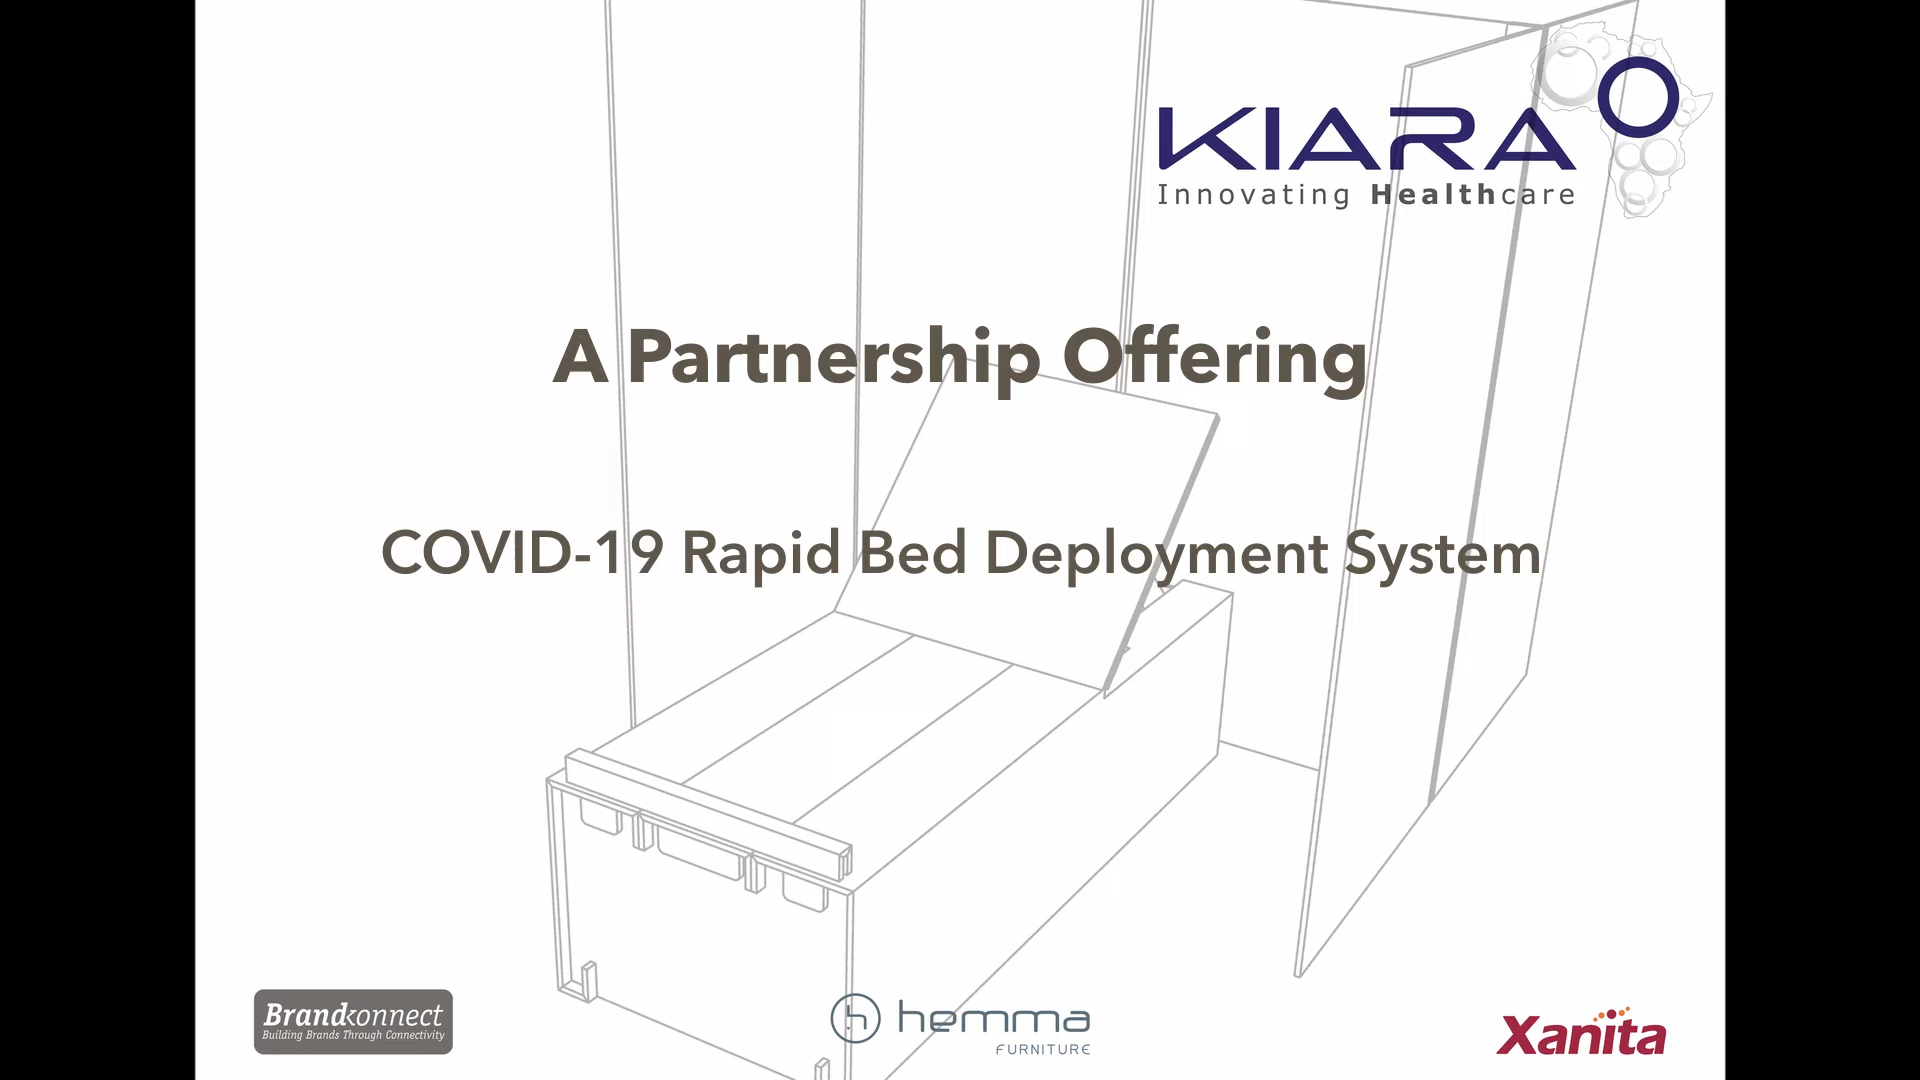 KIARA
Innovating Healthcare
A Partnership Offering
COVID-19 Rapid Bed Deployment System
Brandkonnect
Building Brands Through Connectivity
h hemma
FURNITURE
Xanita